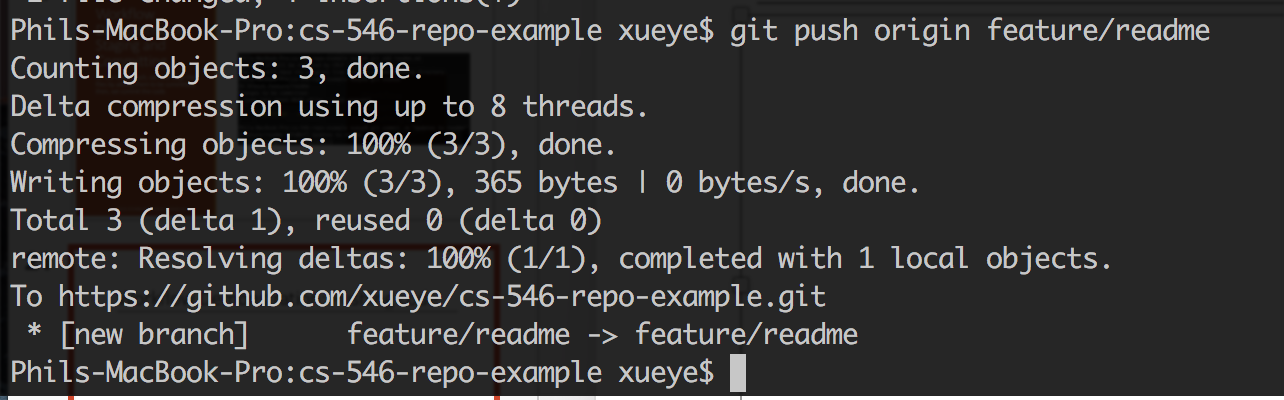 Phils-MacBook-Pro:cs-546-repo-example xueye$ git push origin feature/readme
Counting objects: 3, done.
Delta compression using up to 8 threads.
Compressing objects: 100% (3/3), done.
Writing objects: 100% (3/3), 365 bytes | 0 bytes/s, done.
Total 3 (delta 1), reused 0 (delta 0)
remote: Resolving deltas: 100% (1/1), completed with 1 local objects.
To https://github.com/xueye/cs-546-repo-example.git
 * [new branch]      feature/readme -> feature/readme
Phils-MacBook-Pro:cs-546-repo-example xueye$